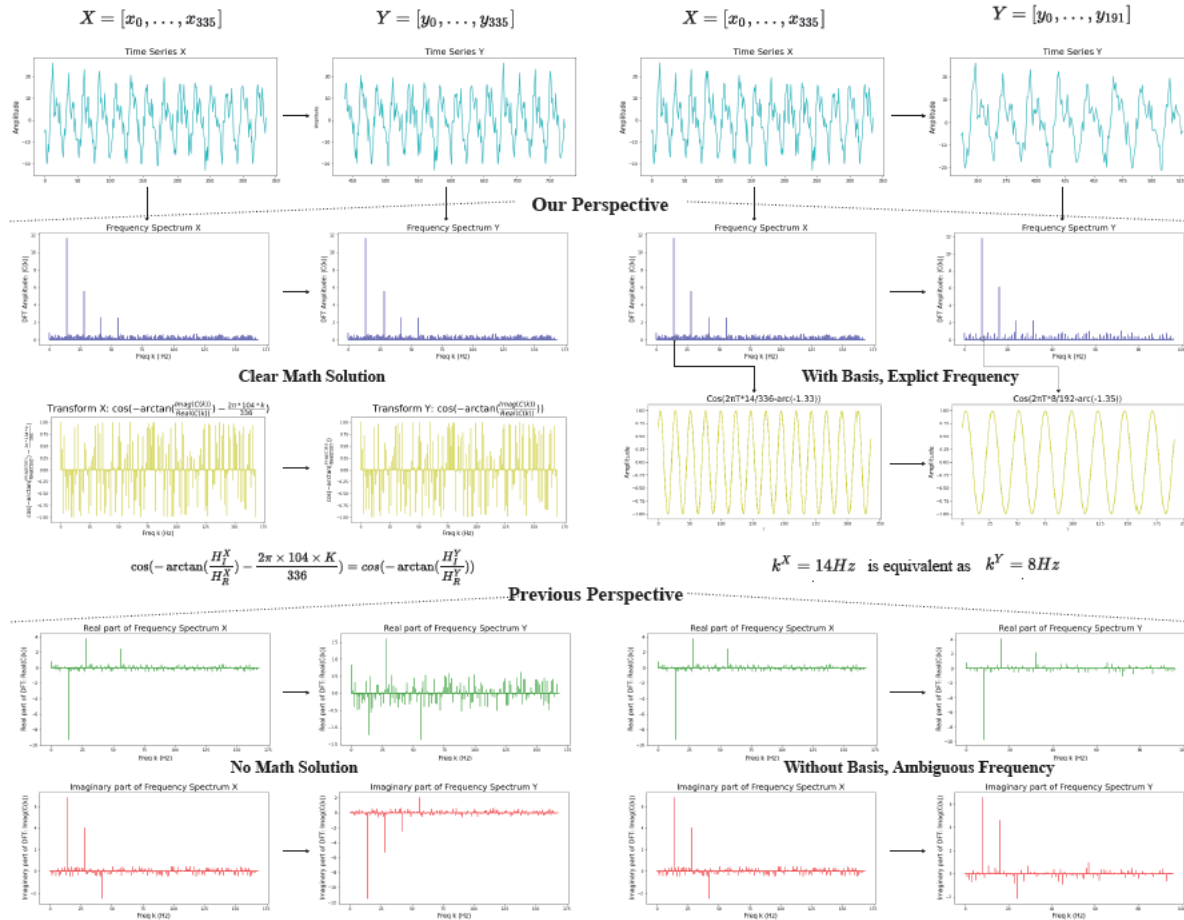 X = [x_0, . . . , x_335]
Y = [y_0, . . . , y_335]
X = [x_0, . . . , x_335]
Y = [y_0, . . . , y_191]
Time Series X
Time Series Y
Time Series X
Time Series Y
Amplitude
Amplitude
Amplitude
Amplitude
Our Perspective
Frequency Spectrum X
Frequency Spectrum Y
Frequency Spectrum X
Frequency Spectrum Y
DFT Amplitude: |C(k)|
DFT Amplitude: |C(k)|
DFT Amplitude: |C(k)|
DFT Amplitude: |C(k)|
Freq k (Hz)
Freq k (Hz)
Freq k (Hz)
Freq k (Hz)
Clear Math Solution
With Basis, Explict Frequency
Transform X: cos(−arctan(Imag(C(k))/Real(C(k))) − 2π*104*k/336)
Transform Y: cos(−arctan(Imag(C(k))/Real(C(k))))
Cos(2πT*14/336-arc(-1.33))
Cos(2πT*8/192-arc(-1.35))
Amplitude
Amplitude
Freq k (Hz)
Freq k (Hz)
cos(− arctan(H_I^X/H_R^X) − 2π × 104 × K/336) = cos(− arctan(H_I^Y/H_R^Y))
k^X = 14Hz is equivalent as k^Y = 8Hz
Previous Perspective
Real part of Frequency Spectrum X
Real part of Frequency Spectrum Y
Real part of Frequency Spectrum X
Real part of Frequency Spectrum Y
Real part of DFT: Real(C(k))
Real part of DFT: Real(C(k))
Real part of DFT: Real(C(k))
Real part of DFT: Real(C(k))
Freq k (Hz)
Freq k (Hz)
Freq k (Hz)
Freq k (Hz)
No Math Solution
Without Basis, Ambiguous Frequency
Imaginary part of Frequency Spectrum X
Imaginary part of Frequency Spectrum Y
Imaginary part of Frequency Spectrum X
Imaginary part of Frequency Spectrum Y
Imaginary part of DFT: Imag(C(k))
Imaginary part of DFT: Imag(C(k))
Imaginary part of DFT: Imag(C(k))
Imaginary part of DFT: Imag(C(k))
Freq k (Hz)
Freq k (Hz)
Freq k (Hz)
Freq k (Hz)